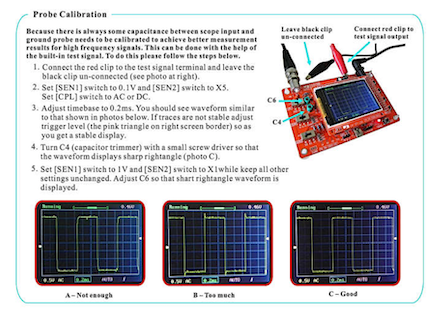 Probe Calibration
Because there is always some capacitance between scope input and
ground probe needs to be calibrated to achieve better measurement
results for high frequency signals. This can be done with the help of
the built-in test signal. To do this please follow the steps below.
1. Connect the red clip to the test signal terminal and leave the
black clip un-connected (see photo at right).
2. Set [SEN1] switch to 0.1V and [SEN2] switch to X5.
Set [CPL] switch to AC or DC.
3. Adjust timebase to 0.2ms. You should see waveform similar
to that shown in photos below. If traces are not stable adjust
trigger level (the pink triangle on right screen border) so as
you get a stable display.
4. Turn C4 (capacitor trimmer) with a small screw driver so that
the waveform displays sharp rightangle (photo C).
5. Set [SEN1] switch to 1V and [SEN2] switch to X1while keep all other
settings unchanged. Adjust C6 so that shart rightangle waveform is
displayed.
Leave black clip
un-connected
Connect red clip to
test signal output
C6
C4
Running 0.16V
0.5V AC 0.2ms AUTO
A – Not enough
Running 0.16V
0.5V AC 0.2ms AUTO
B – Too much
Running 0.16V
0.5V AC 0.2ms AUTO
C – Good